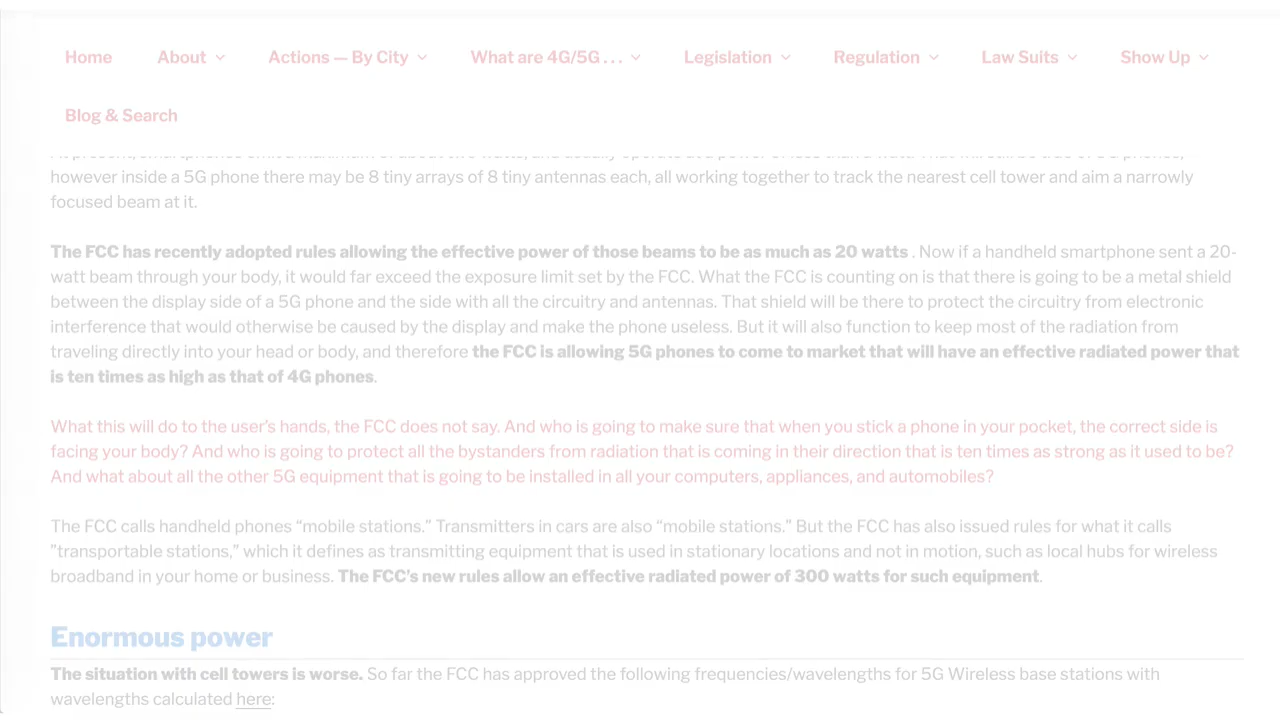 Home About Actions — By City What are 4G/5G . . . Legislation Regulation Law Suits Show Up
Blog & Search
however inside a 5G phone there may be 8 tiny arrays of 8 tiny antennas each, all working together to track the nearest cell tower and aim a narrowly
focused beam at it.
The FCC has recently adopted rules allowing the effective power of those beams to be as much as 20 watts . Now if a handheld smartphone sent a 20-
watt beam through your body, it would far exceed the exposure limit set by the FCC. What the FCC is counting on is that there is going to be a metal shield
between the display side of a 5G phone and the side with all the circuitry and antennas. That shield will be there to protect the circuitry from electronic
interference that would otherwise be caused by the display and make the phone useless. But it will also function to keep most of the radiation from
traveling directly into your head or body, and therefore the FCC is allowing 5G phones to come to market that will have an effective radiated power that
is ten times as high as that of 4G phones.
What this will do to the user’s hands, the FCC does not say. And who is going to make sure that when you stick a phone in your pocket, the correct side is
facing your body? And who is going to protect all the bystanders from radiation that is coming in their direction that is ten times as strong as it used to be?
And what about all the other 5G equipment that is going to be installed in all your computers, appliances, and automobiles?
The FCC calls handheld phones “mobile stations.” Transmitters in cars are also “mobile stations.” But the FCC has also issued rules for what it calls
"transportable stations,” which it defines as transmitting equipment that is used in stationary locations and not in motion, such as local hubs for wireless
broadband in your home or business. The FCC’s new rules allow an effective radiated power of 300 watts for such equipment.
Enormous power
The situation with cell towers is worse. So far the FCC has approved the following frequencies/wavelengths for 5G Wireless base stations with
wavelengths calculated here: